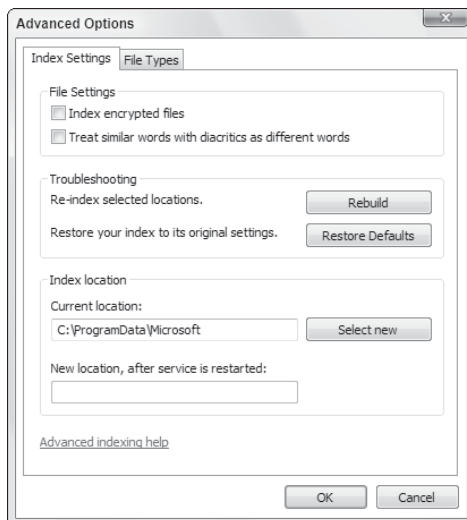 Advanced Options
Index Settings
File Types
File Settings
Index encrypted files
Treat similar words with diacritics as different words
Troubleshooting
Re-index selected locations.
Rebuild
Restore your index to its original settings.
Restore Defaults
Index location
Current location:
C:\ProgramData\Microsoft
Select new
New location, after service is restarted:
Advanced indexing help
OK
Cancel